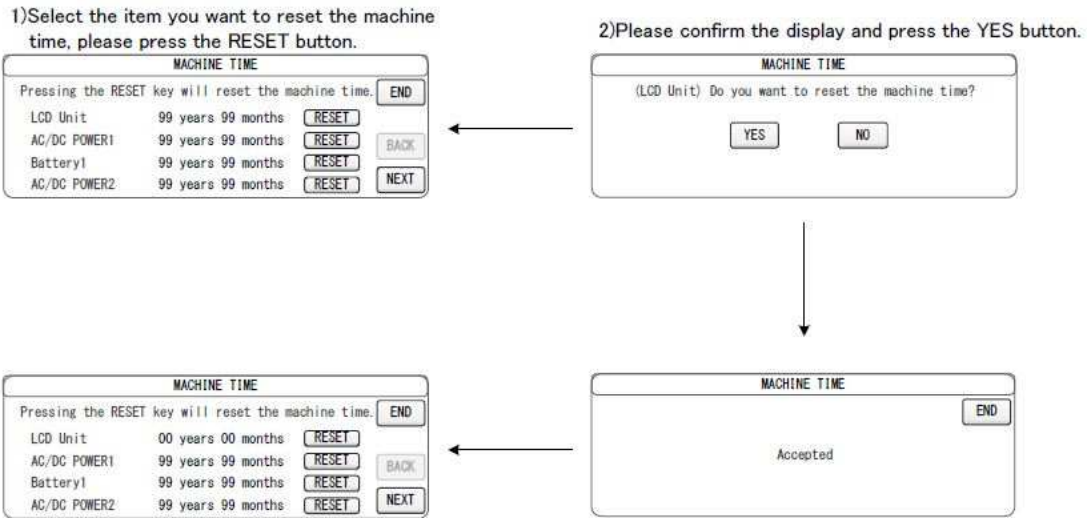 1)Select the item you want to reset the machine
time, please press the RESET button.
MACHINE TIME
Pressing the RESET key will reset the machine time. END
LCD Unit 99 years 99 months RESET
AC/DC POWER1 99 years 99 months RESET BACK
Battery1 99 years 99 months RESET
AC/DC POWER2 99 years 99 months RESET NEXT
2)Please confirm the display and press the YES button.
MACHINE TIME
(LCD Unit) Do you want to reset the machine time?
YES NO
MACHINE TIME
Pressing the RESET key will reset the machine time. END
LCD Unit 00 years 00 months RESET
AC/DC POWER1 99 years 99 months RESET BACK
Battery1 99 years 99 months RESET
AC/DC POWER2 99 years 99 months RESET NEXT
MACHINE TIME
END
Accepted